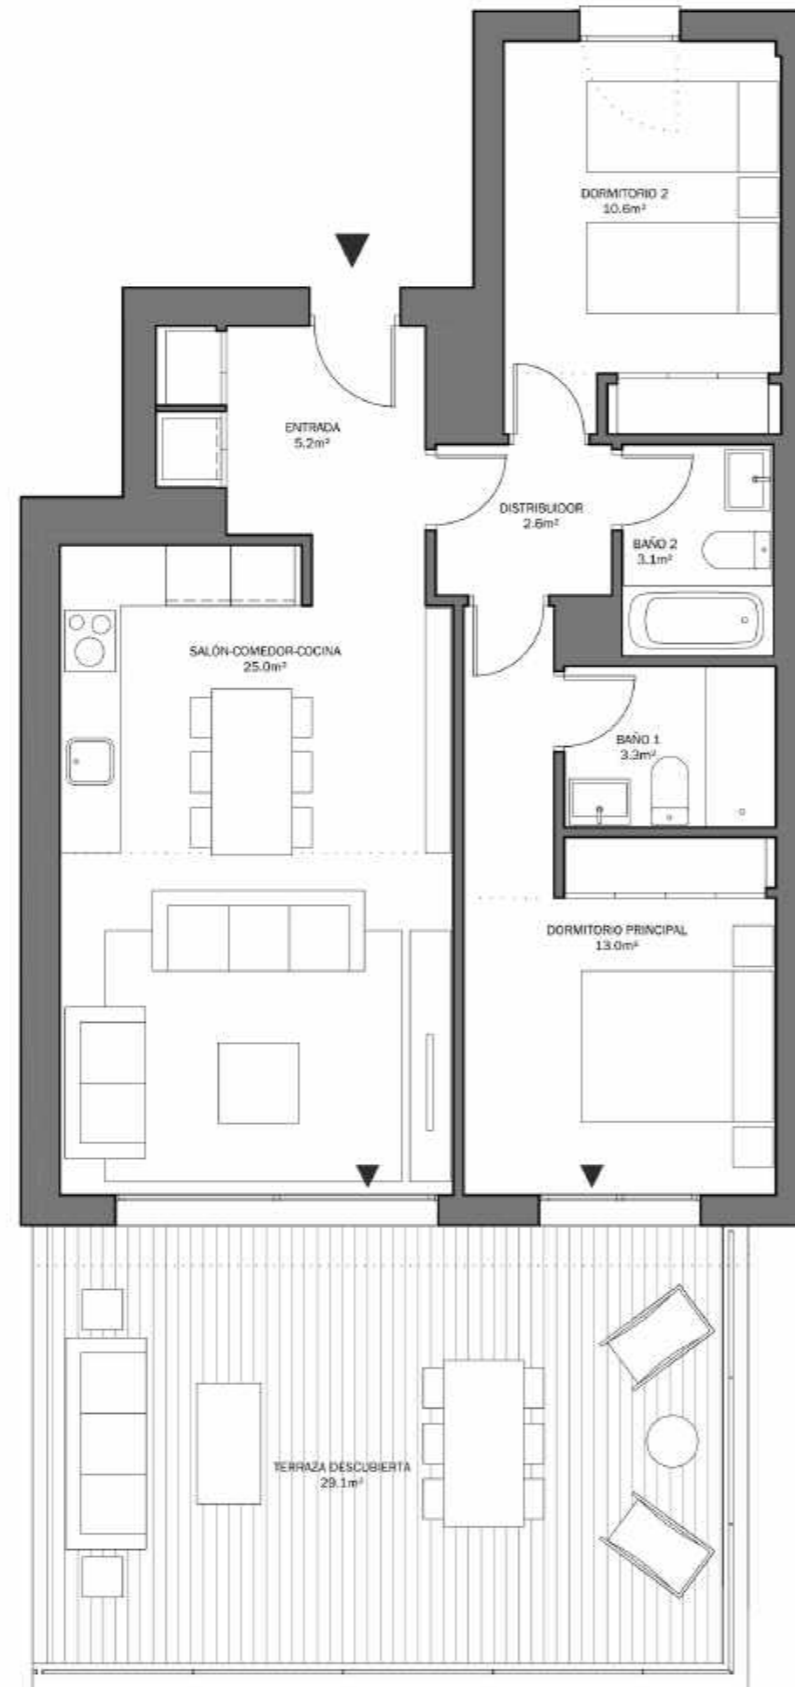 DORMITORIO 2
10.6m²
ENTRADA
5.2m²
DISTRIBUIDOR
2.6m²
BAÑO 2
3.1m²
SALÓN-COMEDOR-COCINA
25.0m²
BAÑO 1
3.3m²
DORMITORIO PRINCIPAL
13.0m²
TERRAZA DESCUBIERTA
29.1m²